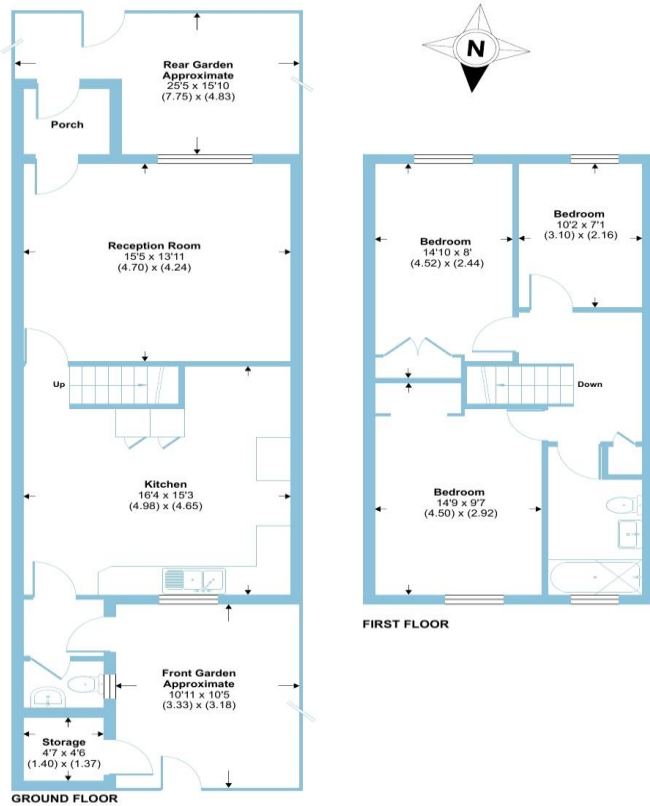 Rear Garden
Approximate
25'5 x 15'10
(7.75) x (4.83)
N
Porch
Reception Room
15'5 x 13'11
(4.70) x (4.24)
Up
Kitchen
16'4 x 15'3
(4.98) x (4.65)
Front Garden
Approximate
10'11 x 10'5
(3.33) x (3.18)
Storage
4'7 x 4'6
(1.40) x (1.37)
GROUND FLOOR
Bedroom
14'10 x 8'
(4.52) x (2.44)
Bedroom
10'2 x 7'1
(3.10) x (2.16)
Down
Bedroom
14'9 x 9'7
(4.50) x (2.92)
FIRST FLOOR